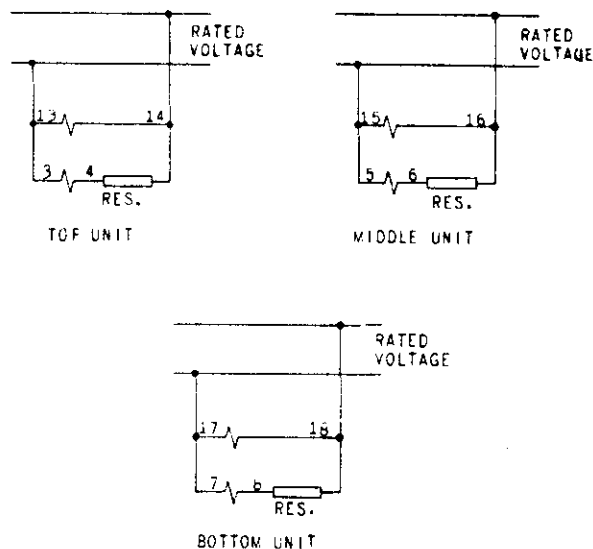 RATED
VOLTAGE
13 14
3 4
RES.
TOP UNIT
RATED
VOLTAGE
15 16
5 6
RES.
MIDDLE UNIT
RATED
VOLTAGE
17 18
7 8
RES.
BOTTOM UNIT